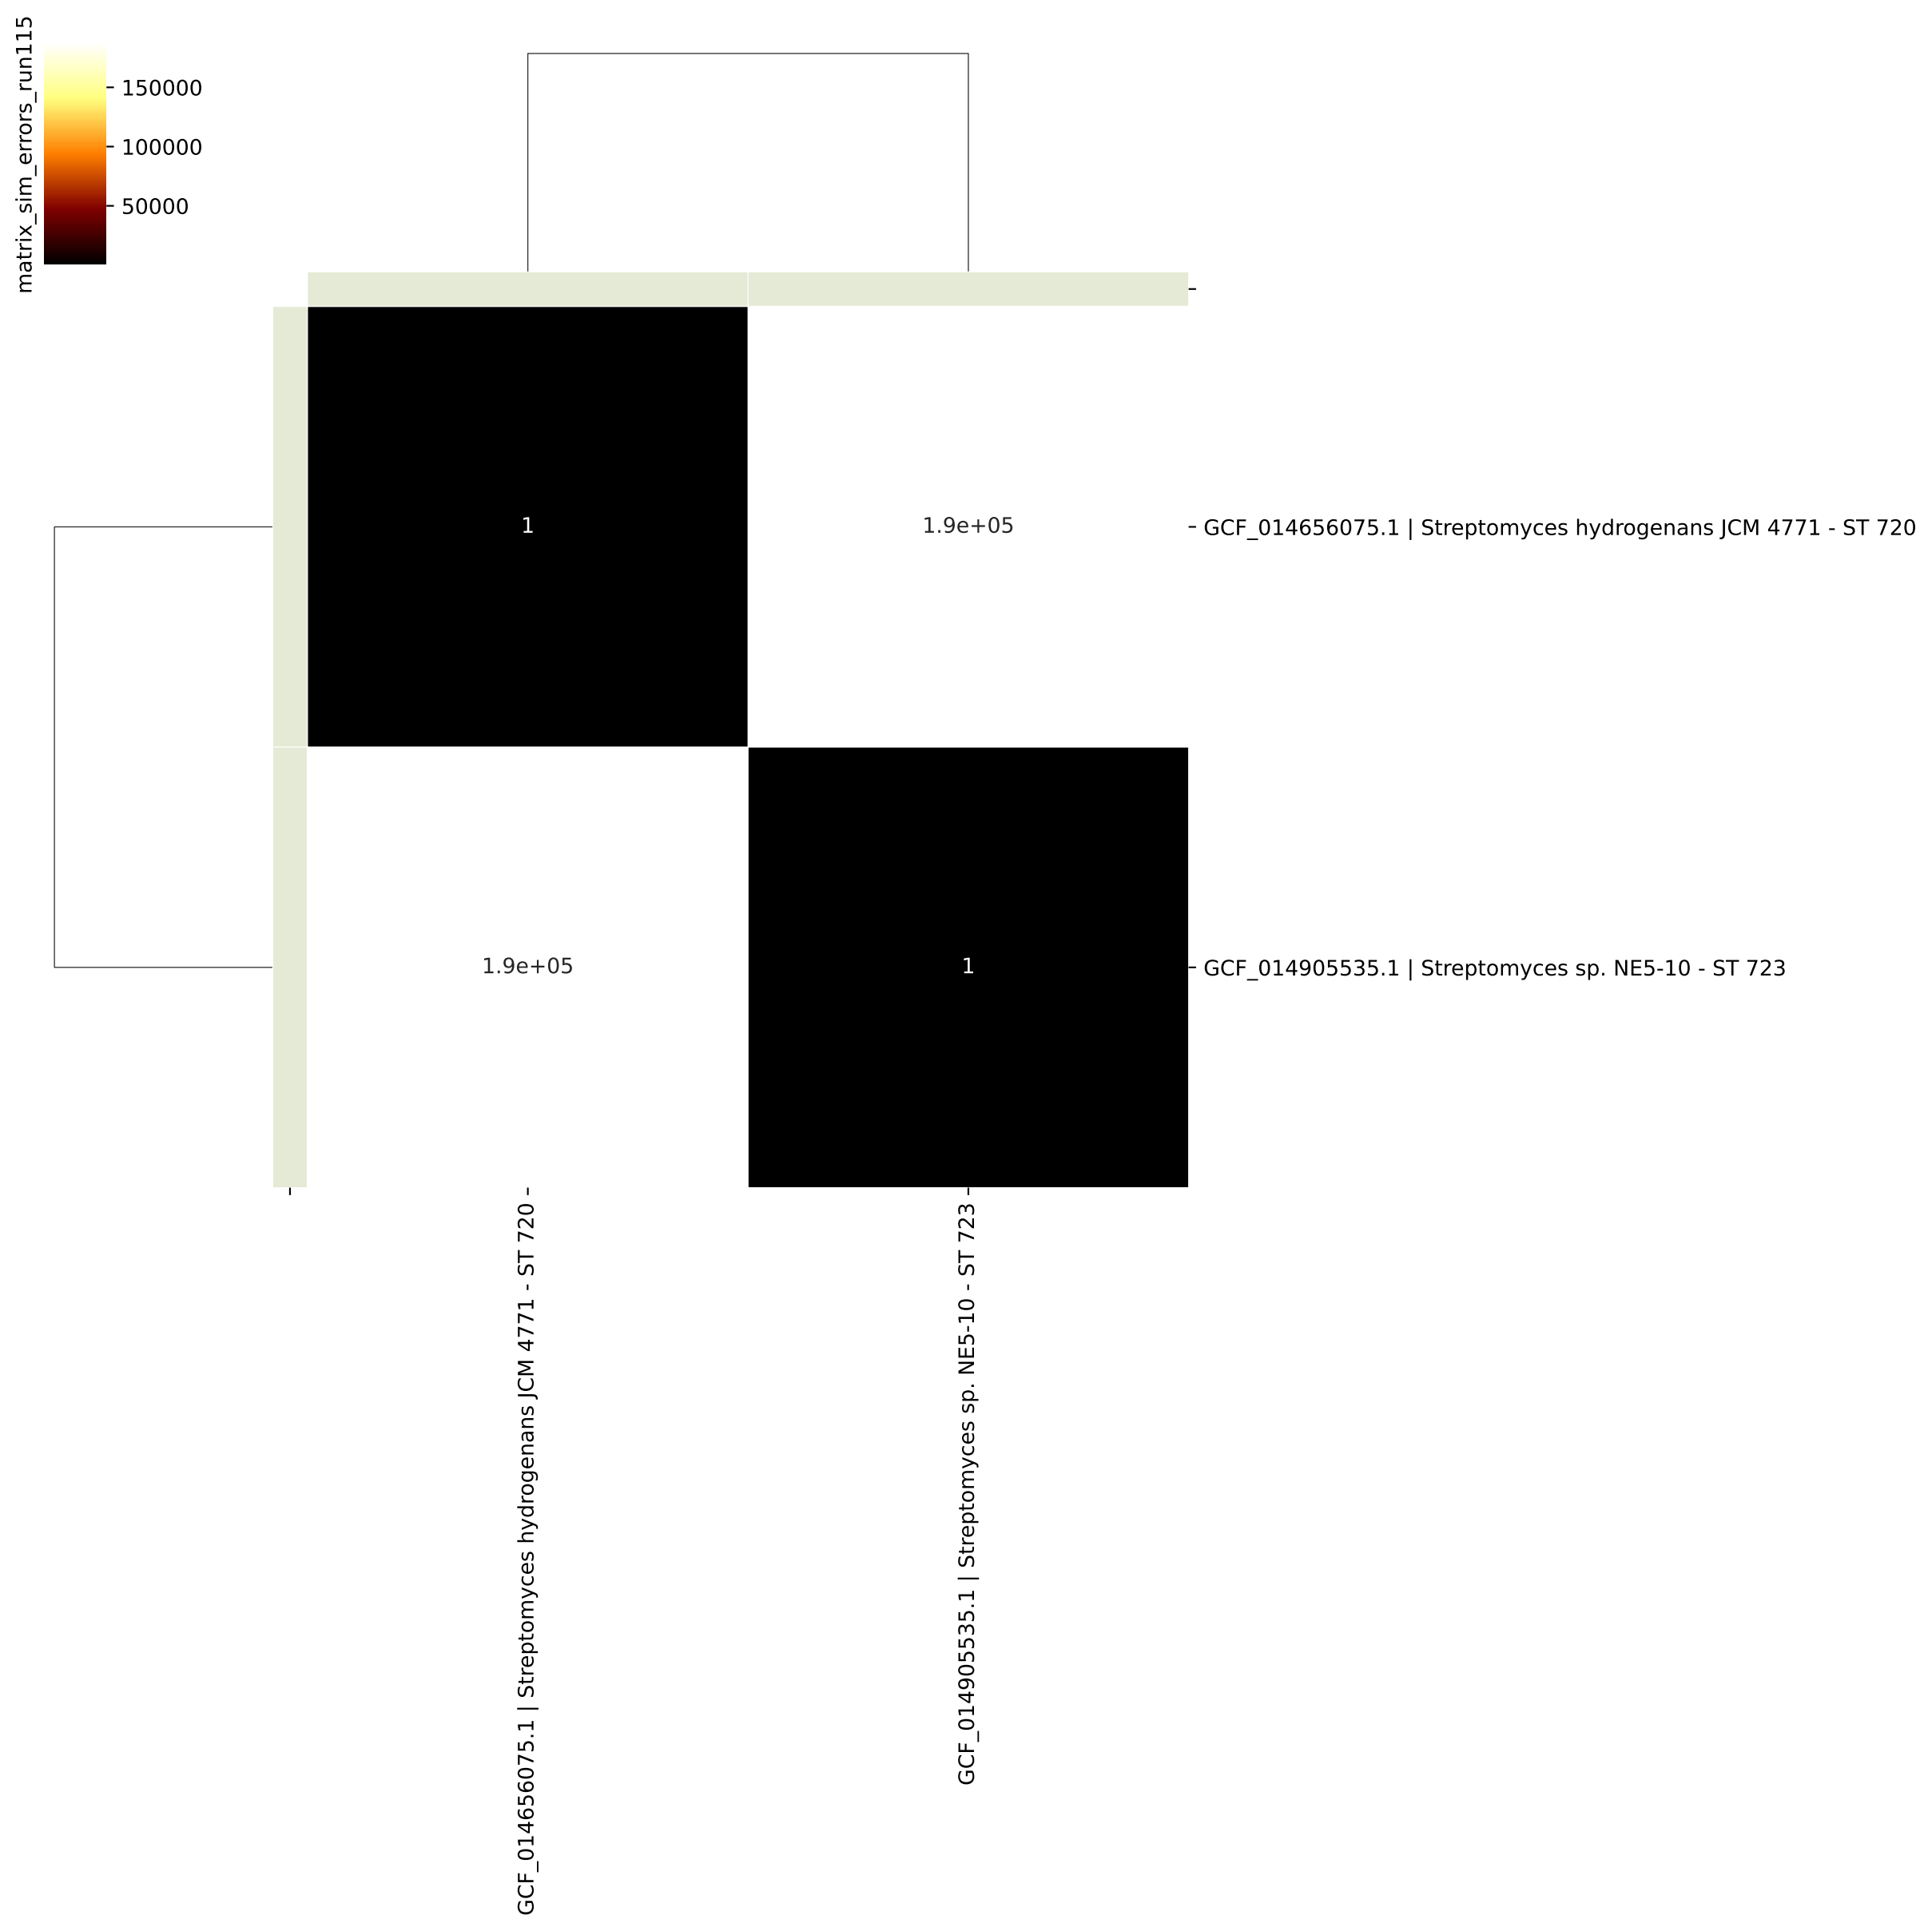 matrix_sim_errors_run115
150000
100000
50000
1
1.9e+05
GCF_014656075.1 | Streptomyces hydrogenans JCM 4771 - ST 720
1.9e+05
1
GCF_014905535.1 | Streptomyces sp. NE5-10 - ST 723
GCF_014656075.1 | Streptomyces hydrogenans JCM 4771 - ST 720
GCF_014905535.1 | Streptomyces sp. NE5-10 - ST 723